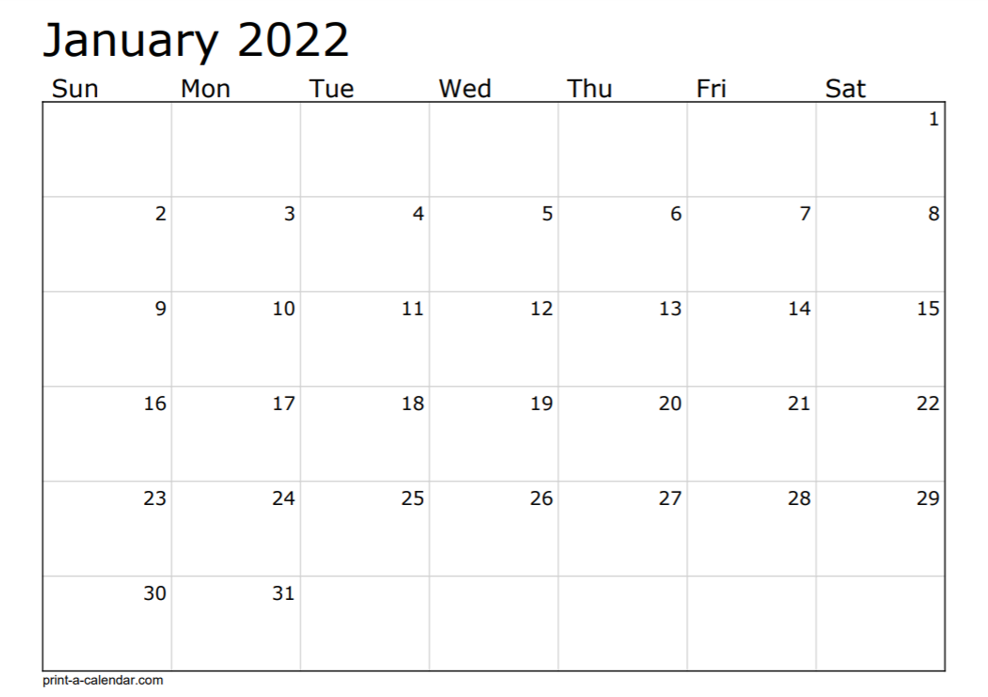 January 2022
Sun Mon Tue Wed Thu Fri Sat
1
2 3 4 5 6 7 8
9 10 11 12 13 14 15
16 17 18 19 20 21 22
23 24 25 26 27 28 29
30 31
print-a-calendar.com